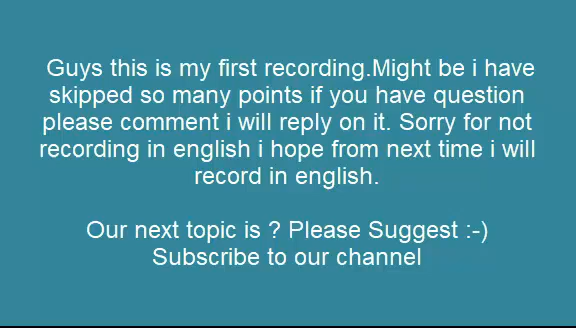 Guys this is my first recording.Might be i have
skipped so many points if you have question
please comment i will reply on it. Sorry for not
recording in english i hope from next time i will
record in english.
Our next topic is ? Please Suggest :-)
Subscribe to our channel